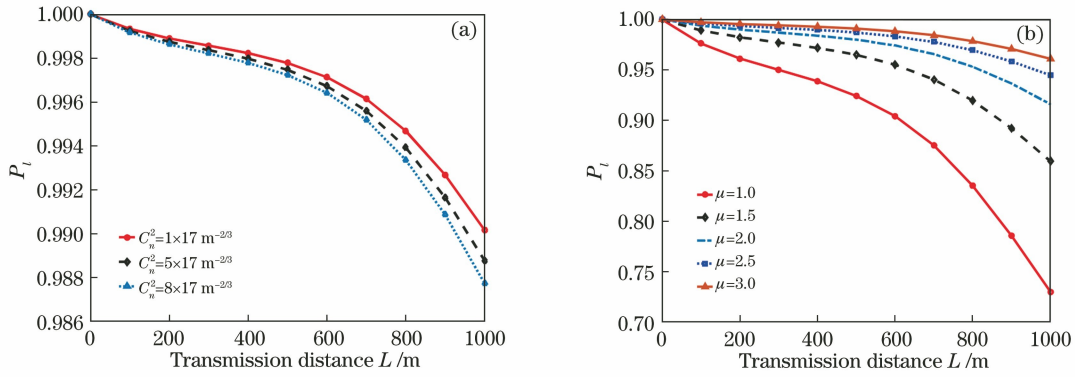 (a)
P_l
1.000
0.998
0.996
0.994
0.992
0.990
0.988
0.986
C_n^2=1×17 m^{-2/3}
C_n^2=5×17 m^{-2/3}
C_n^2=8×17 m^{-2/3}
0 200 400 600 800 1000
Transmission distance L /m
(b)
P_l
1.00
0.95
0.90
0.85
0.80
0.75
0.70
μ=1.0
μ=1.5
μ=2.0
μ=2.5
μ=3.0
0 200 400 600 800 1000
Transmission distance L /m